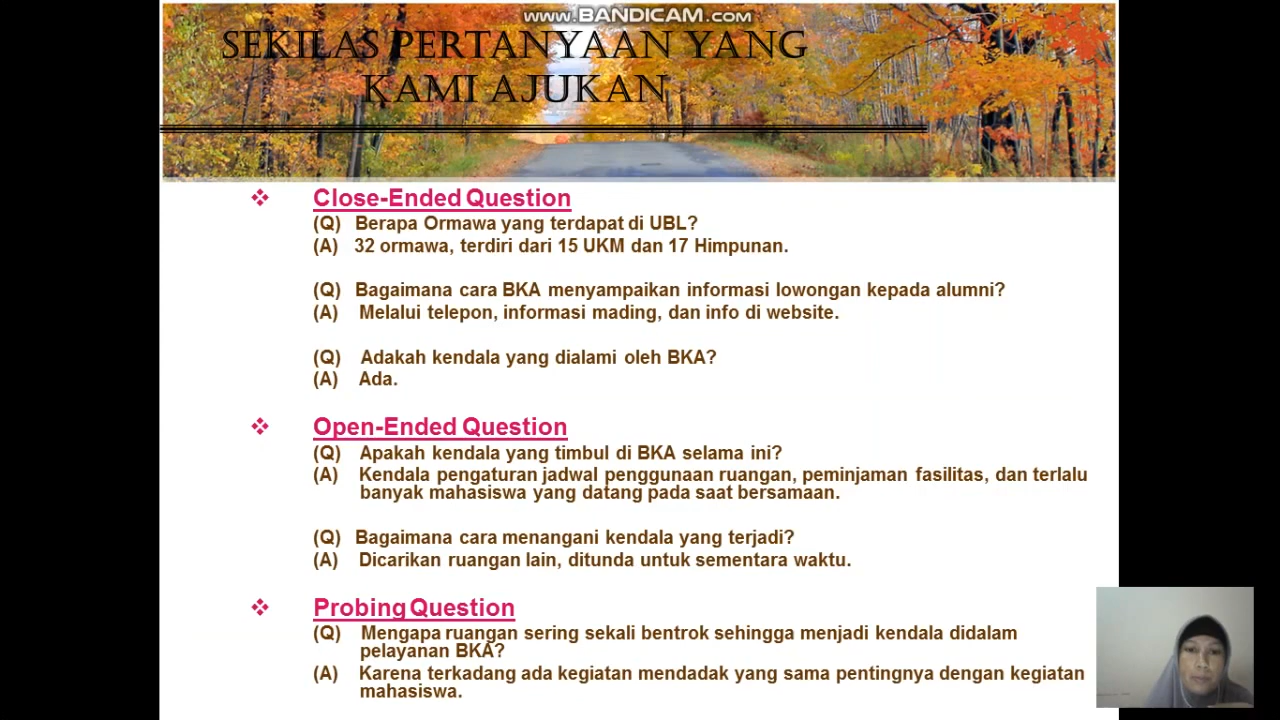 www.BANDICAM.com
SEKILAS PERTANYAAN YANG
KAMI AJUKAN
Close-Ended Question
(Q) Berapa Ormawa yang terdapat di UBL?
(A) 32 ormawa, terdiri dari 15 UKM dan 17 Himpunan.
(Q) Bagaimana cara BKA menyampaikan informasi lowongan kepada alumni?
(A) Melalui telepon, informasi mading, dan info di website.
(Q) Adakah kendala yang dialami oleh BKA?
(A) Ada.
Open-Ended Question
(Q) Apakah kendala yang timbul di BKA selama ini?
(A) Kendala pengaturan jadwal penggunaan ruangan, peminjaman fasilitas, dan terlalu
banyak mahasiswa yang datang pada saat bersamaan.
(Q) Bagaimana cara menangani kendala yang terjadi?
(A) Dicarikan ruangan lain, ditunda untuk sementara waktu.
Probing Question
(Q) Mengapa ruangan sering sekali bentrok sehingga menjadi kendala didalam
pelayanan BKA?
(A) Karena terkadang ada kegiatan mendadak yang sama pentingnya dengan kegiatan
mahasiswa.